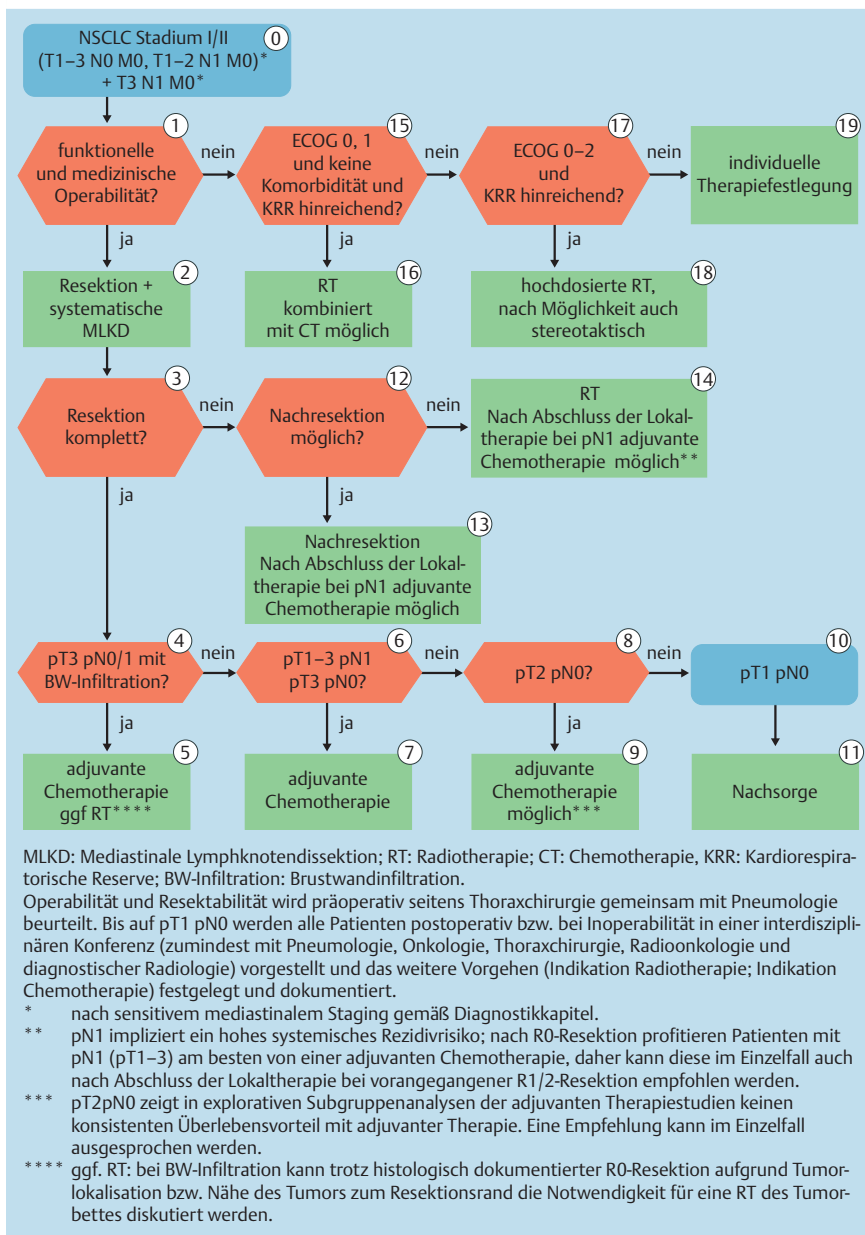 NSCLC Stadium I/II
(T1–3 N0 M0, T1–2 N1 M0)*
+ T3 N1 M0*
0
funktionelle
und medizinische
Operabilität?
1
nein
ECOG 0, 1
und keine
Komorbidität und
KRR hinreichend?
15
nein
ECOG 0–2
und
KRR hinreichend?
17
nein
individuelle
Therapiefestlegung
19
ja
ja
ja
Resektion +
systematische
MLKD
2
RT
kombiniert
mit CT möglich
16
hochdosierte RT,
nach Möglichkeit auch
stereotaktisch
18
Resektion
komplett?
3
nein
Nachresektion
möglich?
12
nein
RT
Nach Abschluss der Lokal-
therapie bei pN1 adjuvante
Chemotherapie möglich**
14
ja
ja
Nachresektion
Nach Abschluss der Lokal-
therapie bei pN1 adjuvante
Chemotherapie möglich
13
pT3 pN0/1 mit
BW-Infiltration?
4
nein
pT1–3 pN1
pT3 pN0?
6
nein
pT2 pN0?
8
nein
pT1 pN0
10
ja
ja
ja
adjuvante
Chemotherapie
ggf RT****
5
adjuvante
Chemotherapie
7
adjuvante
Chemotherapie
möglich***
9
Nachsorge
11
MLKD: Mediastinale Lymphknotendissektion; RT: Radiotherapie; CT: Chemotherapie, KRR: Kardiorespira-
torische Reserve; BW-Infiltration: Brustwandinfiltration.
Operabilität und Resektabilität wird präoperativ seitens Thoraxchirurgie gemeinsam mit Pneumologie
beurteilt. Bis auf pT1 pN0 werden alle Patienten postoperativ bzw. bei Inoperabilität in einer interdiszipli-
nären Konferenz (zumindest mit Pneumologie, Onkologie, Thoraxchirurgie, Radioonkologie und
diagnostischer Radiologie) vorgestellt und das weitere Vorgehen (Indikation Radiotherapie; Indikation
Chemotherapie) festgelegt und dokumentiert.
* nach sensitivem mediastinalem Staging gemäß Diagnostikkapitel.
** pN1 impliziert ein hohes systemisches Rezidivrisiko; nach R0-Resektion profitieren Patienten mit
pN1 (pT1–3) am besten von einer adjuvanten Chemotherapie, daher kann diese im Einzelfall auch
nach Abschluss der Lokaltherapie bei vorangegangener R1/2-Resektion empfohlen werden.
*** pT2pN0 zeigt in explorativen Subgruppenanalysen der adjuvanten Therapiestudien keinen
konsistenten Überlebensvorteil mit adjuvanter Therapie. Eine Empfehlung kann im Einzelfall
ausgesprochen werden.
**** ggf. RT: bei BW-Infiltration kann trotz histologisch dokumentierter R0-Resektion aufgrund Tumor-
lokalisation bzw. Nähe des Tumors zum Resektionsrand die Notwendigkeit für eine RT des Tumor-
bettes diskutiert werden.